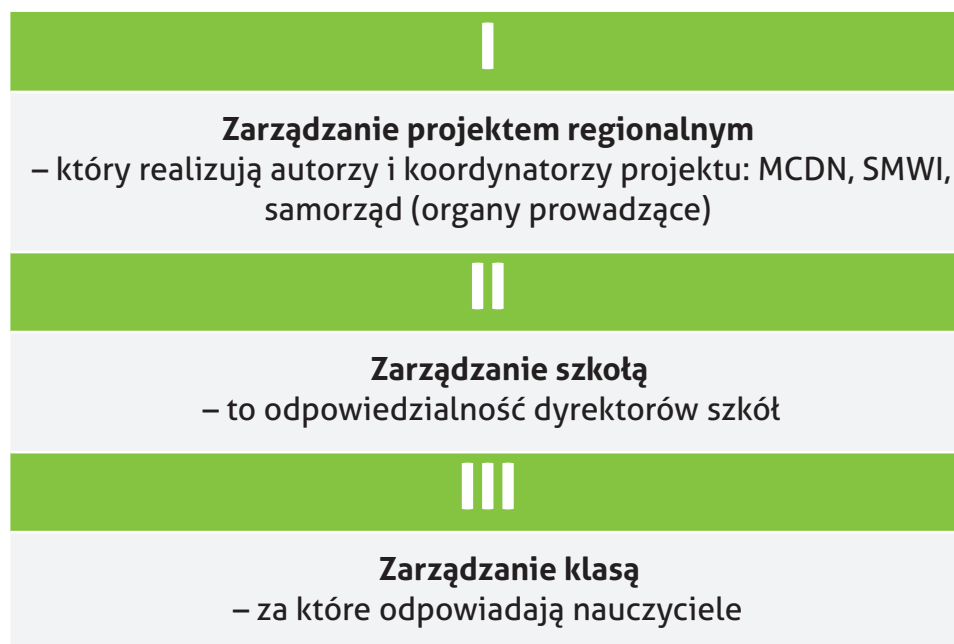 I
Zarządzanie projektem regionalnym
– który realizują autorzy i koordynatorzy projektu: MCDN, SMWI,
samorząd (organy prowadzące)
II
Zarządzanie szkołą
– to odpowiedzialność dyrektorów szkół
III
Zarządzanie klasą
– za które odpowiadają nauczyciele